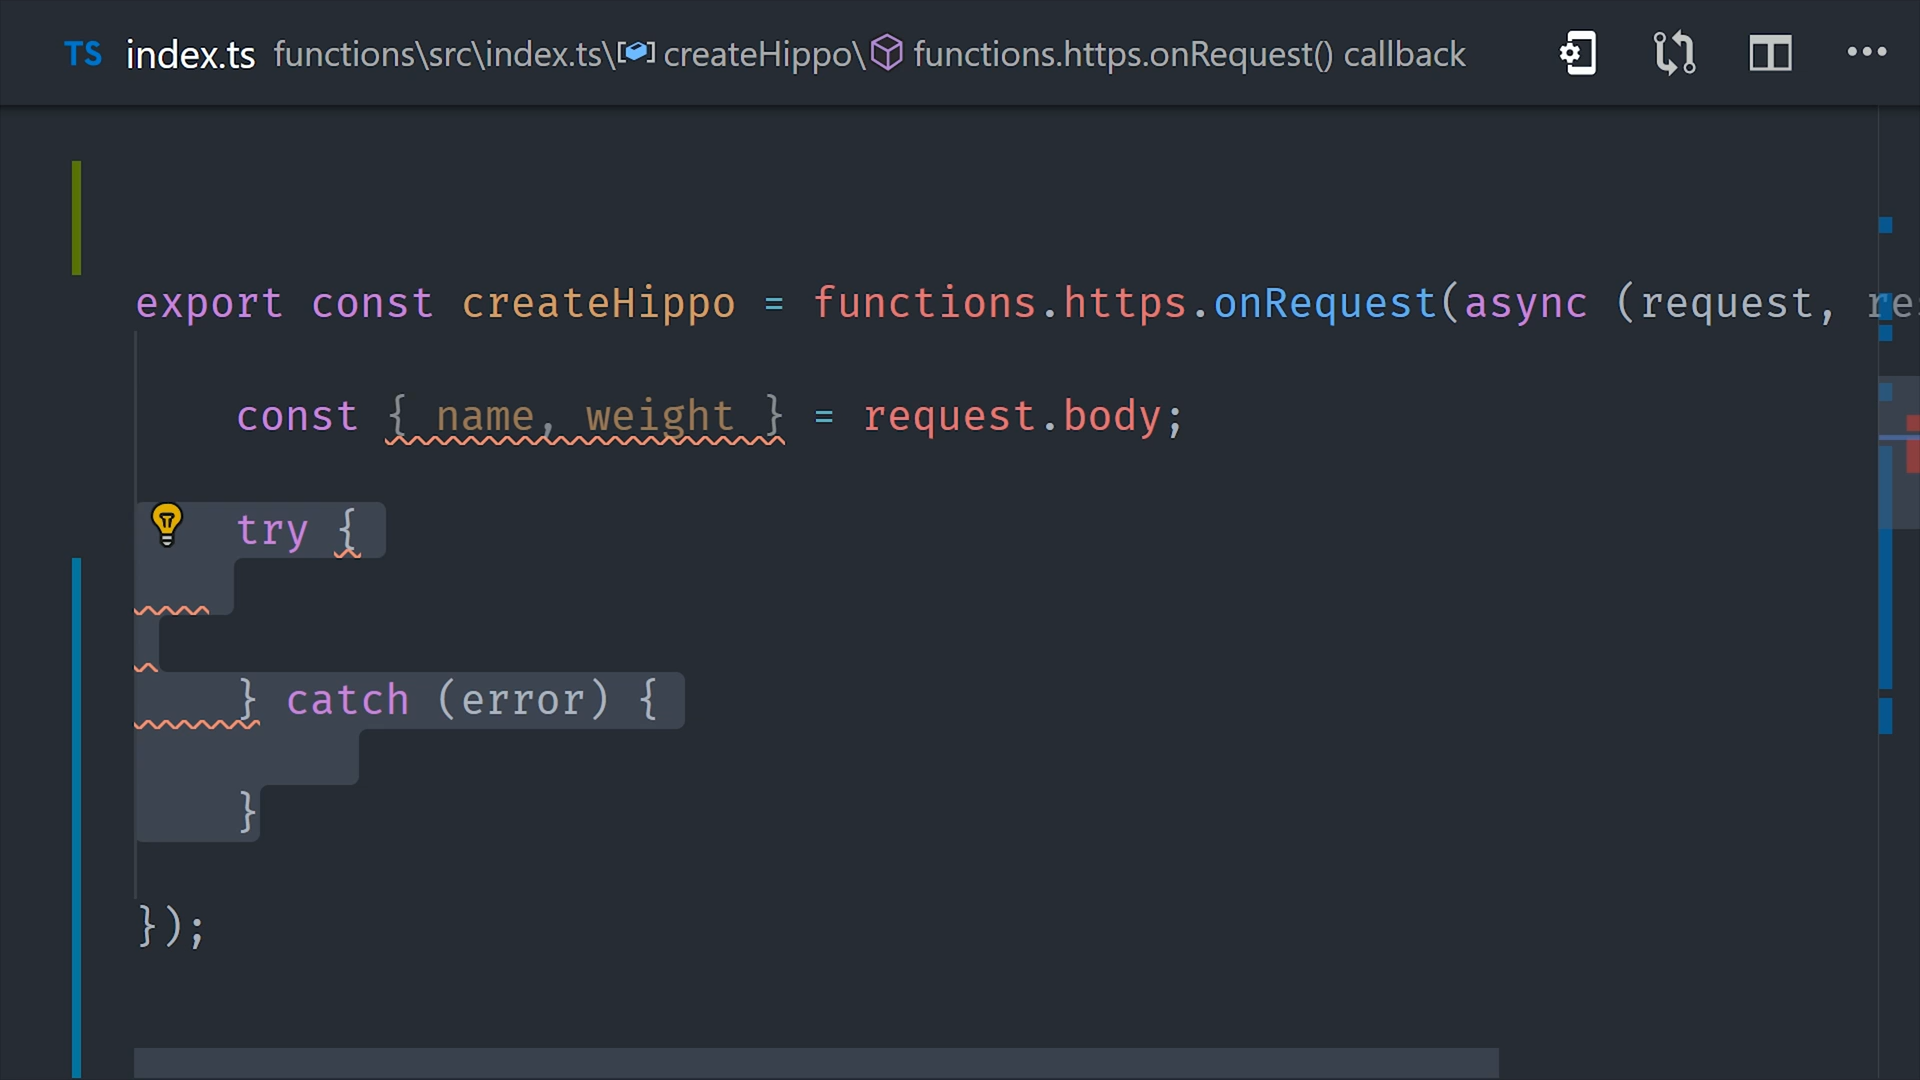 TS index.ts functions\src\index.ts\[]createHippo\functions.https.onRequest() callback
export const createHippo = functions.https.onRequest(async (request,
const { name, weight } = request.body;
try {
} catch (error) {
}
});